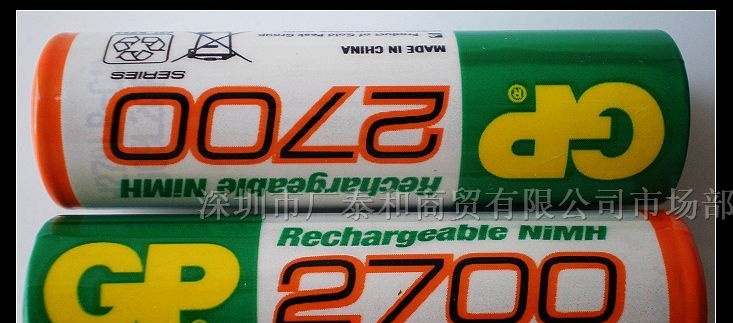 Product of Gold Peak Group
MADE IN CHINA
SERIES
2700
GP®
Rechargeable NiMH
深圳市广泰和商贸有限公司市场部
Rechargeable NiMH
GP
2700